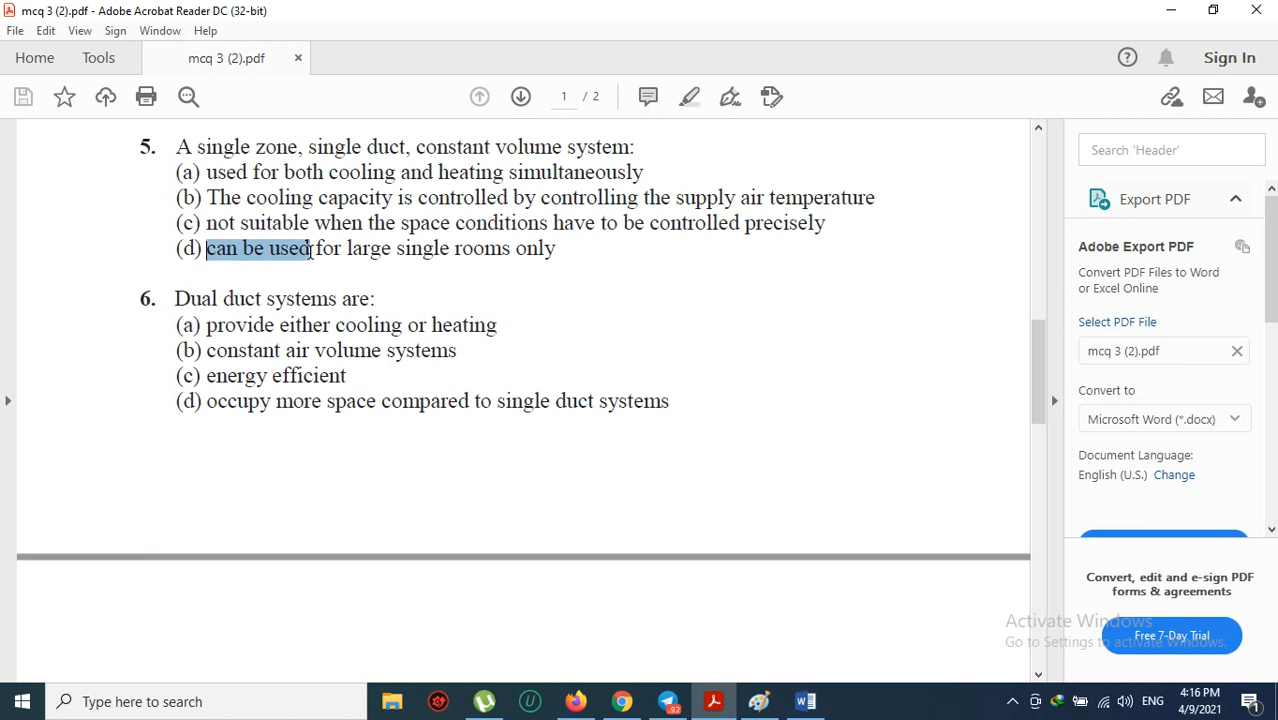 mcq 3 (2).pdf - Adobe Acrobat Reader DC (32-bit)
File Edit View Sign Window Help
Home Tools mcq 3 (2).pdf × Sign In
1 / 2
5. A single zone, single duct, constant volume system:
(a) used for both cooling and heating simultaneously
(b) The cooling capacity is controlled by controlling the supply air temperature
(c) not suitable when the space conditions have to be controlled precisely
(d) can be used for large single rooms only
6. Dual duct systems are:
(a) provide either cooling or heating
(b) constant air volume systems
(c) energy efficient
(d) occupy more space compared to single duct systems
Search 'Header'
Export PDF
Adobe Export PDF
Convert PDF Files to Word
or Excel Online
Select PDF File
mcq 3 (2).pdf
Convert to
Microsoft Word (*.docx)
Document Language:
English (U.S.) Change
Convert, edit and e-sign PDF
forms & agreements
Free 7-Day Trial
Activate Windows
Go to Settings to activate Windows.
Type here to search
92
ENG
4:16 PM
4/9/2021
1